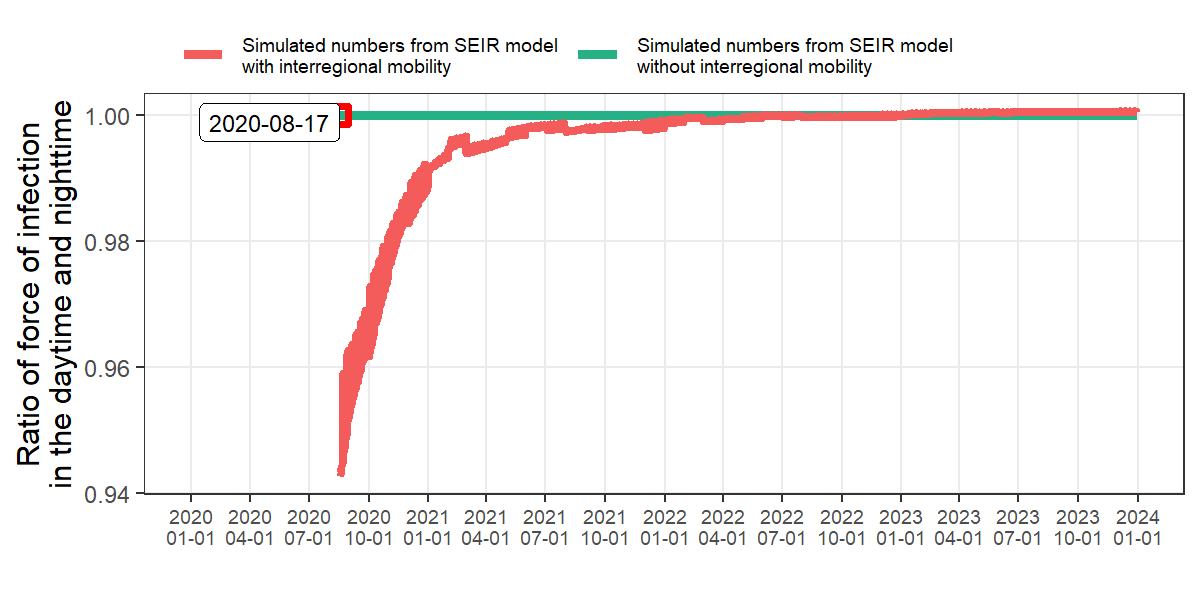 Simulated numbers from SEIR model
with interregional mobility
Simulated numbers from SEIR model
without interregional mobility
Ratio of force of infection
in the daytime and nighttime
1.00
0.98
0.96
0.94
2020-08-17
2020 2020 2020 2020 2021 2021 2021 2021 2022 2022 2022 2022 2023 2023 2023 2023 2024
01-01 04-01 07-01 10-01 01-01 04-01 07-01 10-01 01-01 04-01 07-01 10-01 01-01 04-01 07-01 10-01 01-01